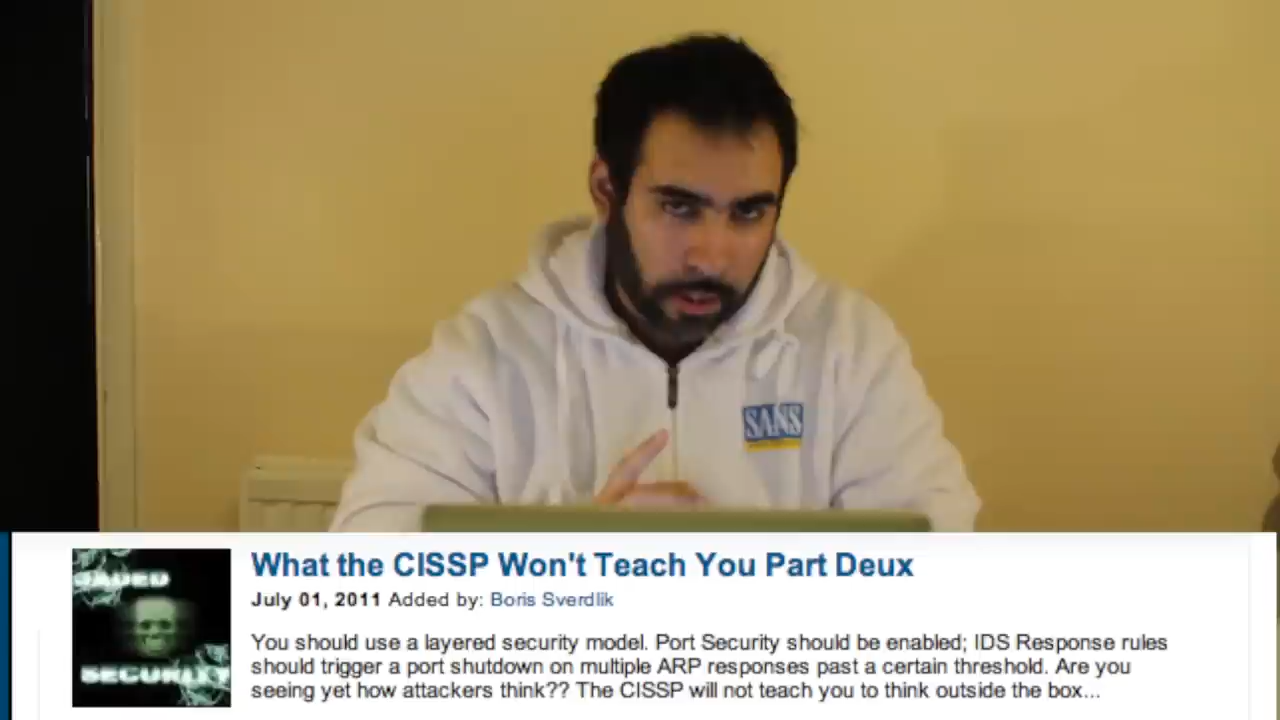 SANS
JADED
SECURITY
What the CISSP Won't Teach You Part Deux
July 01, 2011 Added by: Boris Sverdlik
You should use a layered security model. Port Security should be enabled; IDS Response rules
should trigger a port shutdown on multiple ARP responses past a certain threshold. Are you
seeing yet how attackers think?? The CISSP will not teach you to think outside the box...